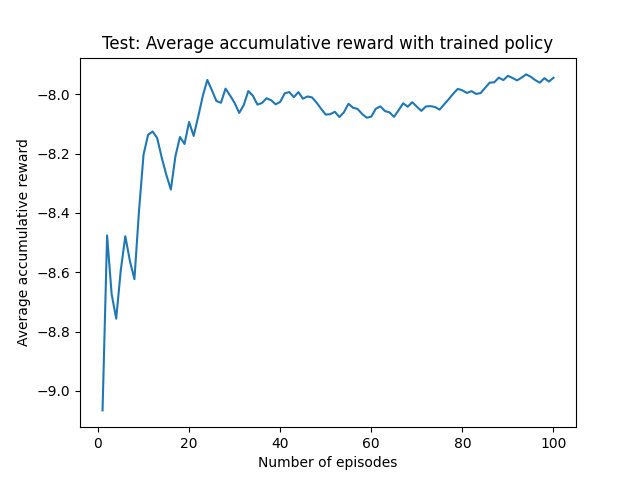 Test: Average accumulative reward with trained policy
Average accumulative reward
−8.0
−8.2
−8.4
−8.6
−8.8
−9.0
0 20 40 60 80 100
Number of episodes